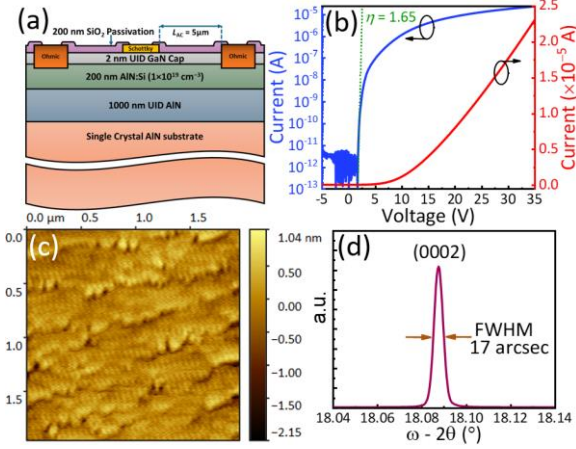 (a)
200 nm SiO₂ Passivation
L_AC = 5μm
Schottky
Ohmic
Ohmic
2 nm UID GaN Cap
200 nm AlN:Si (1×10¹⁹ cm⁻³)
1000 nm UID AlN
Single Crystal AlN substrate
(b)
η = 1.65
10⁻⁵
10⁻⁶
10⁻⁷
10⁻⁸
10⁻⁹
10⁻¹⁰
10⁻¹¹
10⁻¹²
10⁻¹³
Current (A)
2.5
2.0
1.5
1.0
0.5
0.0
Current (×10⁻⁵ A)
-5 0 5 10 15 20 25 30 35
Voltage (V)
(c)
0.0 μm 0.5 1.0 1.5
0.0
0.5
1.0
1.5
1.04 nm
0.50
0.00
−0.50
−1.00
−1.50
−2.15
(d)
(0002)
FWHM
17 arcsec
a.u.
18.04 18.06 18.08 18.10 18.12 18.14
ω - 2θ (°)